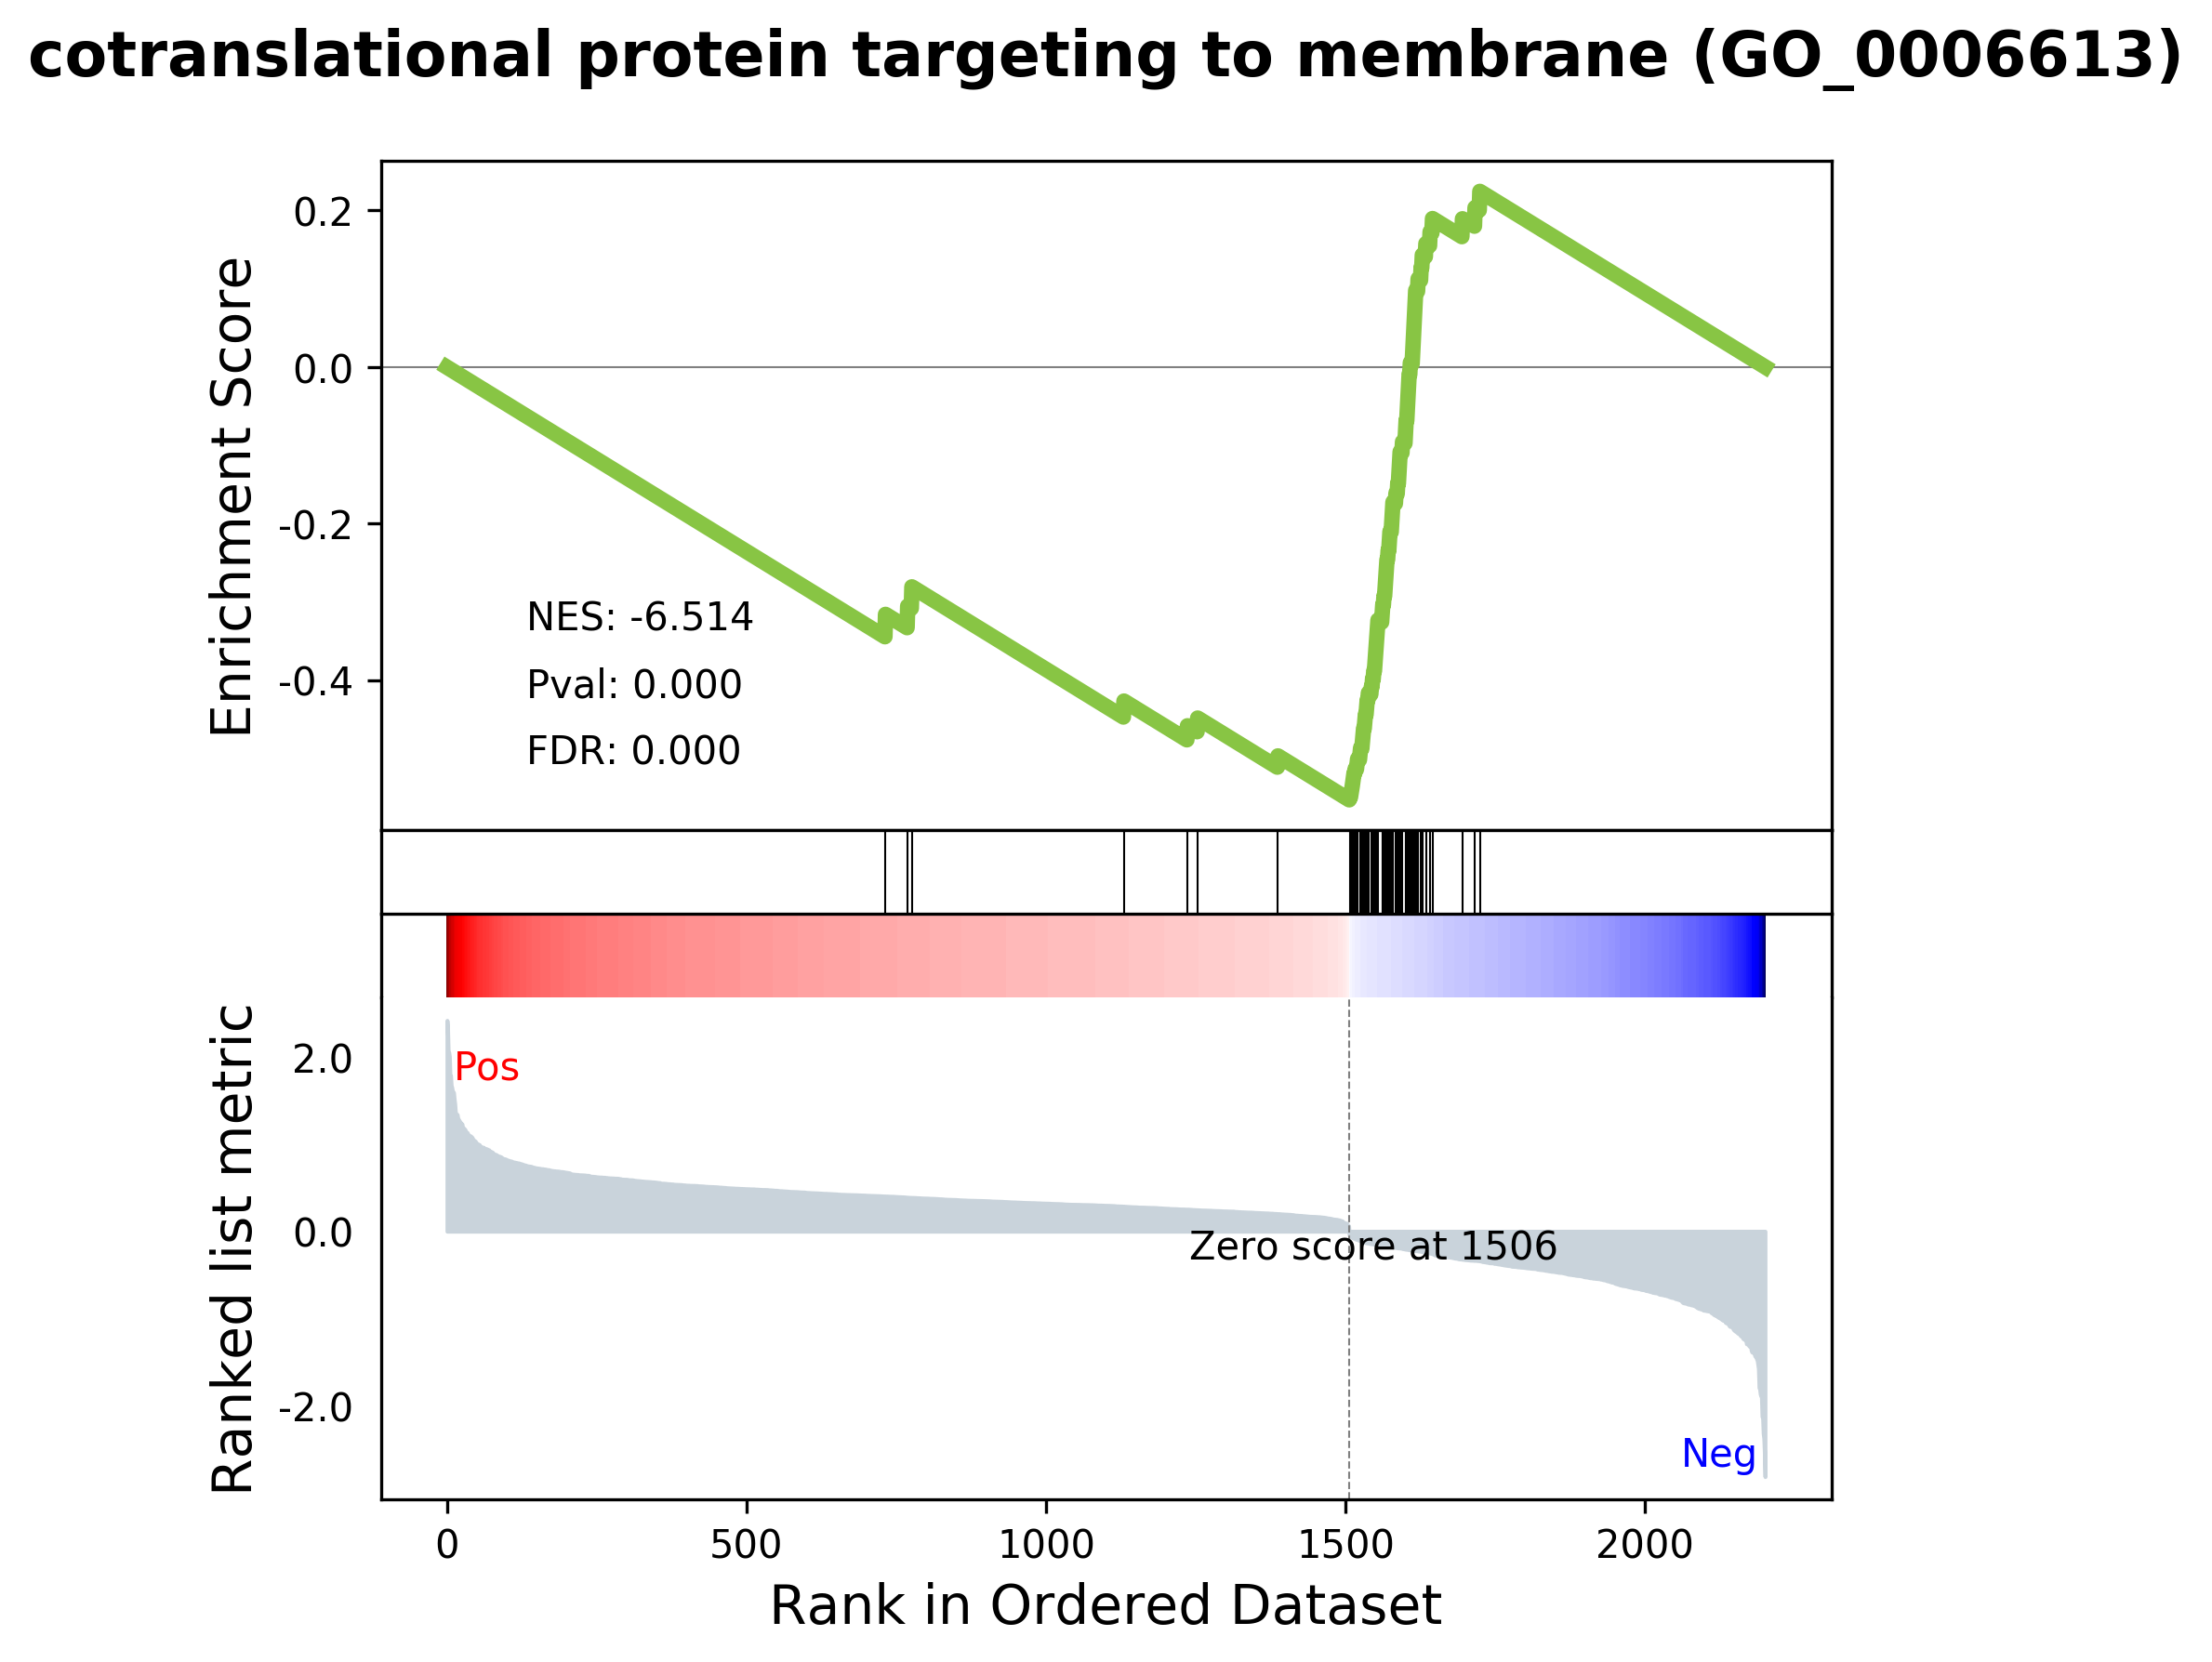 cotranslational protein targeting to membrane (GO_0006613)
Enrichment Score
0.2
0.0
-0.2
-0.4
NES: -6.514
Pval: 0.000
FDR: 0.000
Ranked list metric
2.0
0.0
-2.0
Pos
Zero score at 1506
Neg
0 500 1000 1500 2000
Rank in Ordered Dataset